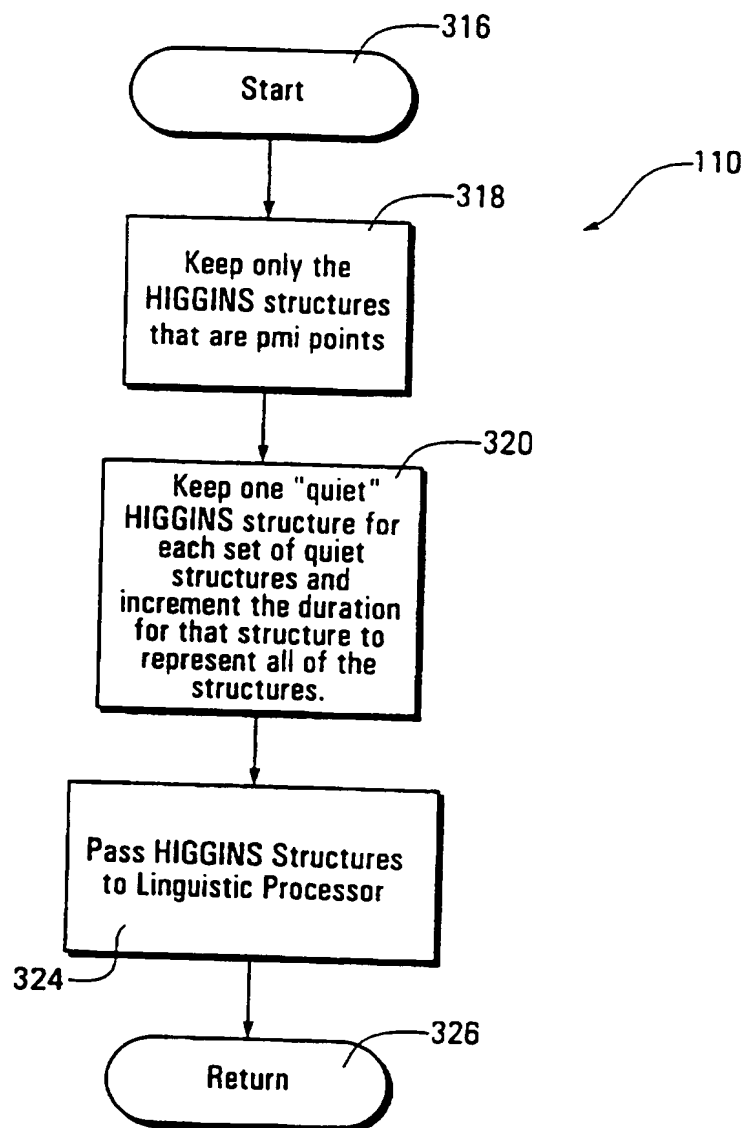 316
Start
110
318
Keep only the
HIGGINS structures
that are pmi points
320
Keep one "quiet"
HIGGINS structure for
each set of quiet
structures and
increment the duration
for that structure to
represent all of the
structures.
Pass HIGGINS Structures
to Linguistic Processor
324
326
Return